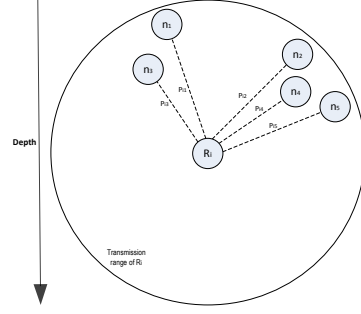 n1
n2
n3
n4
n5
Pi1
Pi2
Pi3
Pi4
Pi5
Depth
Ri
Transmission
range of Ri